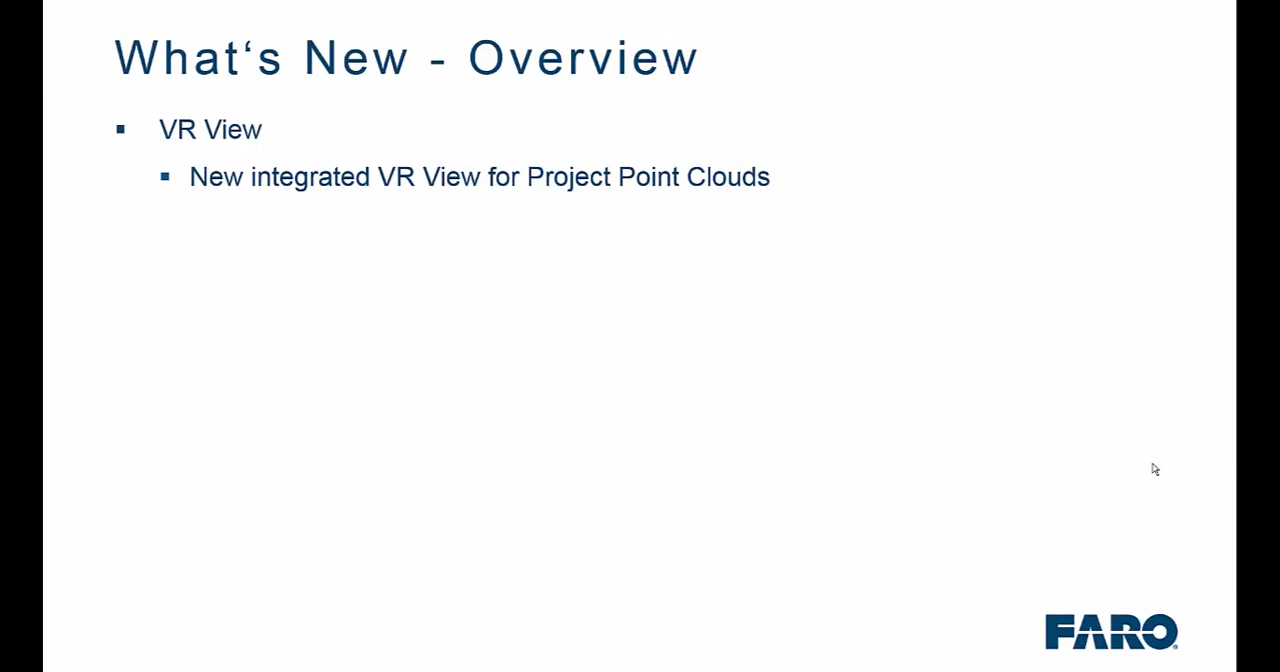 What‘s New - Overview
▪ VR View
▪ New integrated VR View for Project Point Clouds
FARO®